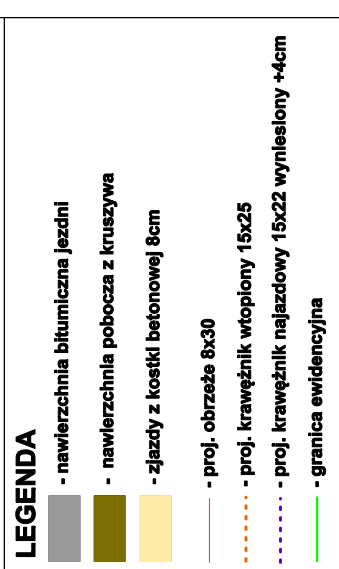 LEGENDA
- nawierzchnia bitumiczna jezdni
- nawierzchnia pobocza z kruszywa
- zjazdy z kostki betonowej 8cm
- proj. obrzeże 8x30
- proj. krawężnik wtopiony 15x25
- proj. krawężnik najazdowy 15x22 wyniesiony +4cm
- granica ewidencyjna